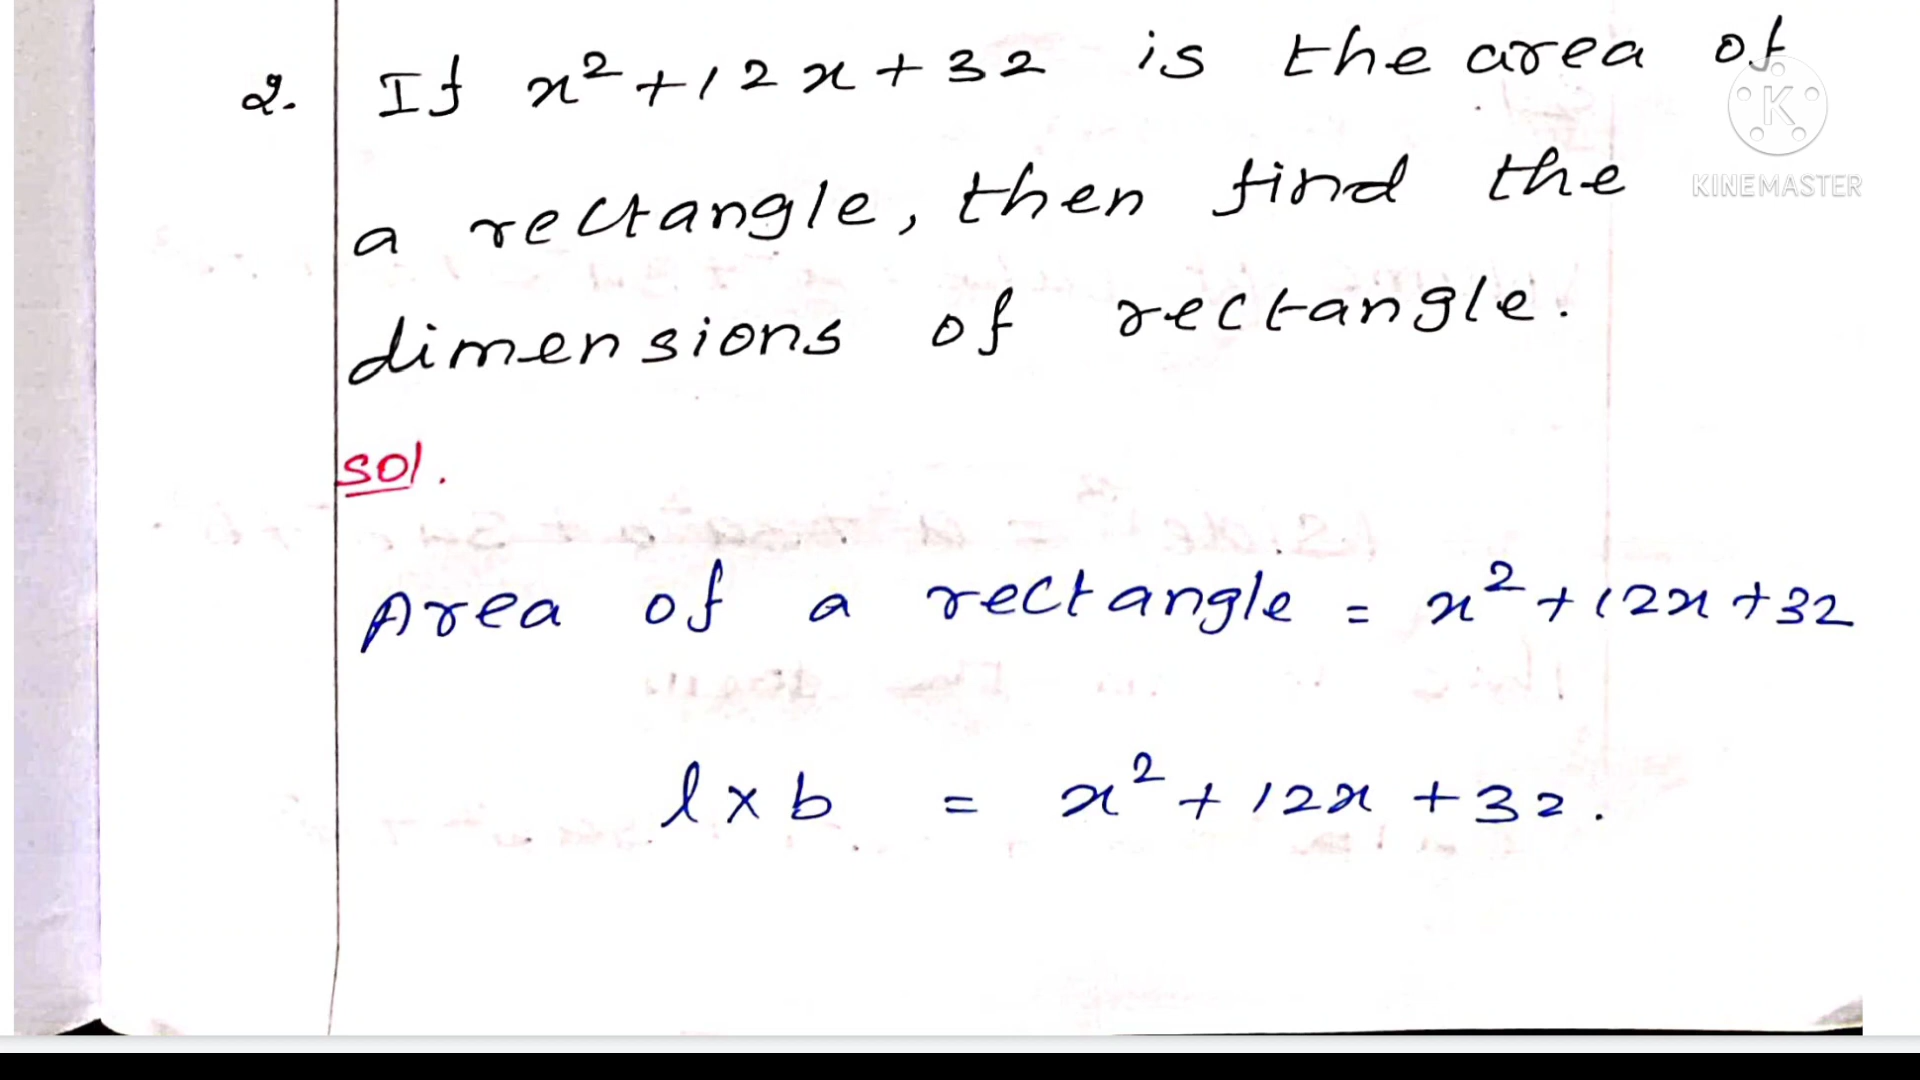 2. If x²+12x+32 is the area of
a rectangle, then find the
dimensions of rectangle.
sol.
Area of a rectangle = x²+12x+32
l×b = x²+12x+32.
KINEMASTER